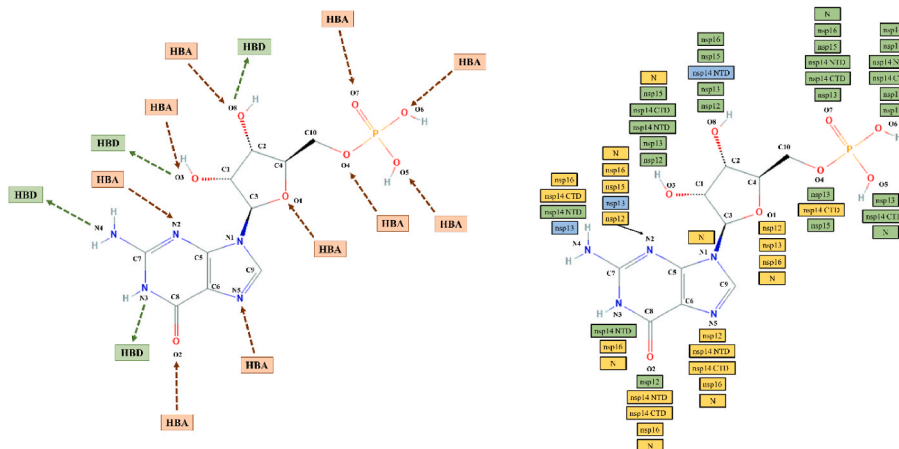 HBA
HBD
HBA
HBA
O7
O6
H
O
P
OH
H
HBA
O8
H
O
C10
C2
O
O4
O
H
O5
HBD
O3
H
O
C1
C4
C3
O
O1
HBA
HBA
HBA
HBD
HBA
N4
H
N
H
N2
N
N1
N
C7
C5
C9
H
N
N3
C8
C6
N5
N
O
O2
HBD
HBA
HBA
N
nsp16
nsp15
nsp14 NTD
nsp14 CTD
nsp13
O7
O
P
OH
O6
H
nsp16
nsp15
nsp14 NTD
nsp13
nsp12
O8
H
O
N
nsp15
nsp14 CTD
nsp14 NTD
nsp13
nsp12
O3
H
O
C1
C2
C10
C4
C3
O
O1
O
O4
O
H
O5
nsp13
nsp14 CTD
nsp15
nsp13
nsp14 CTD
N
N
nsp16
nsp15
nsp13
nsp12
nsp16
nsp14 CTD
nsp14 NTD
nsp13
N
nsp12
nsp13
nsp16
N
N4
H
N
H
N2
N
N1
N
C7
C5
C9
H
N
N3
C8
C6
N
N5
O
O2
nsp14 NTD
nsp16
N
nsp12
nsp14 NTD
nsp14 CTD
nsp16
N
nsp12
nsp14 NTD
nsp14 CTD
nsp16
N